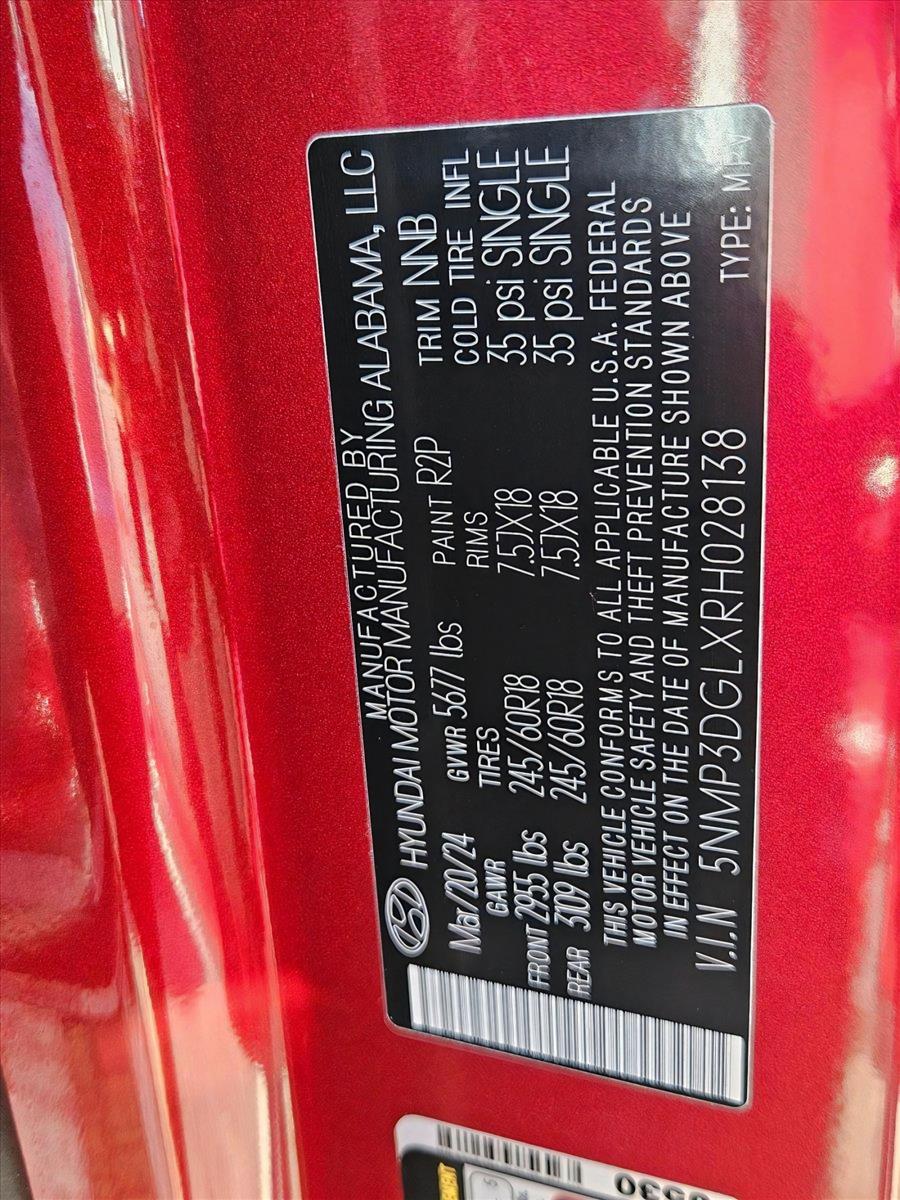 MANUFACTURED BY
HYUNDAI MOTOR MANUFACTURING ALABAMA, LLC
Mar/20/24 GVWR 5677 lbs PAINT R2P TRIM NNB
GAWR TIRES RIMS COLD TIRE INFL
FRONT 2955 lbs 245/60R18 7.5JX18 35 psi SINGLE
REAR 3109 lbs 245/60R18 7.5JX18 35 psi SINGLE
THIS VEHICLE CONFORMS TO ALL APPLICABLE U.S.A. FEDERAL
MOTOR VEHICLE SAFETY AND THEFT PREVENTION STANDARDS
IN EFFECT ON THE DATE OF MANUFACTURE SHOWN ABOVE
V.I.N 5NMP3DGLXRH028138 TYPE: MPV